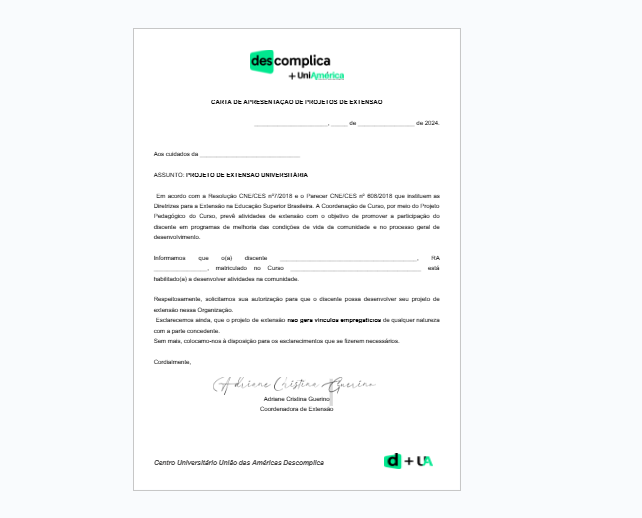 descomplica
+ UniAmérica
CARTA DE APRESENTAÇÃO DE PROJETOS DE EXTENSÃO
______________________, _____ de _________________ de 2024.
Aos cuidados da ______________________________
ASSUNTO: PROJETO DE EXTENSÃO UNIVERSITÁRIA
Em acordo com a Resolução CNE/CES nº7/2018 e o Parecer CNE/CES nº 608/2018 que instituem as
Diretrizes para a Extensão na Educação Superior Brasileira. A Coordenação de Curso, por meio do Projeto
Pedagógico do Curso, prevê atividades de extensão com o objetivo de promover a participação do
discente em programas de melhoria das condições de vida da comunidade e no processo geral de
desenvolvimento.
Informamos que o(a) discente _________________________________________, RA
________________, matriculado no Curso _______________________________________ está
habilitado(a) a desenvolver atividades na comunidade.
Respeitosamente, solicitamos sua autorização para que o discente possa desenvolver seu projeto de
extensão nessa Organização.
Esclarecemos ainda, que o projeto de extensão não gera vínculos empregatícios de qualquer natureza
com a parte concedente.
Sem mais, colocamo-nos à disposição para os esclarecimentos que se fizerem necessários.
Cordialmente,
Adriane Cristina Guerino
Adriane Cristina Guerino
Coordenadora de Extensão
Centro Universitário União das Américas Descomplica
d + UA